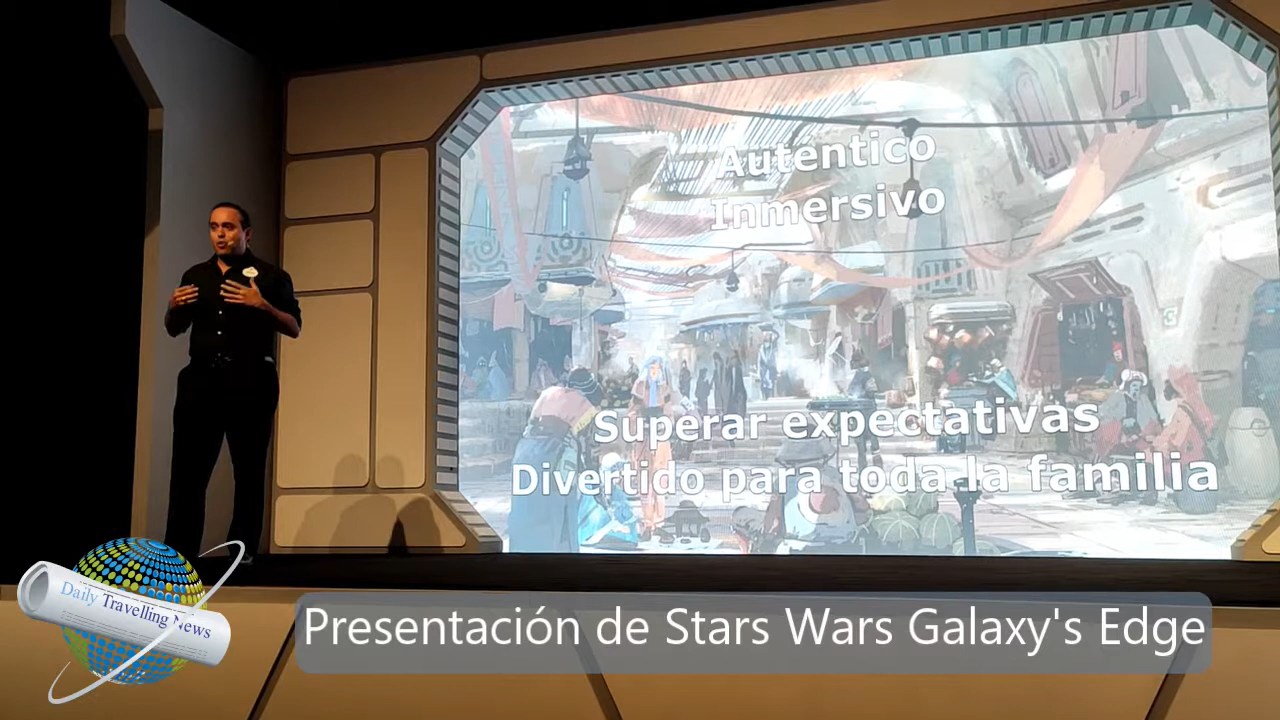 Autentico
Inmersivo
Superar expectativas
Divertido para toda la familia
Daily Travelling News
Presentación de Stars Wars Galaxy's Edge